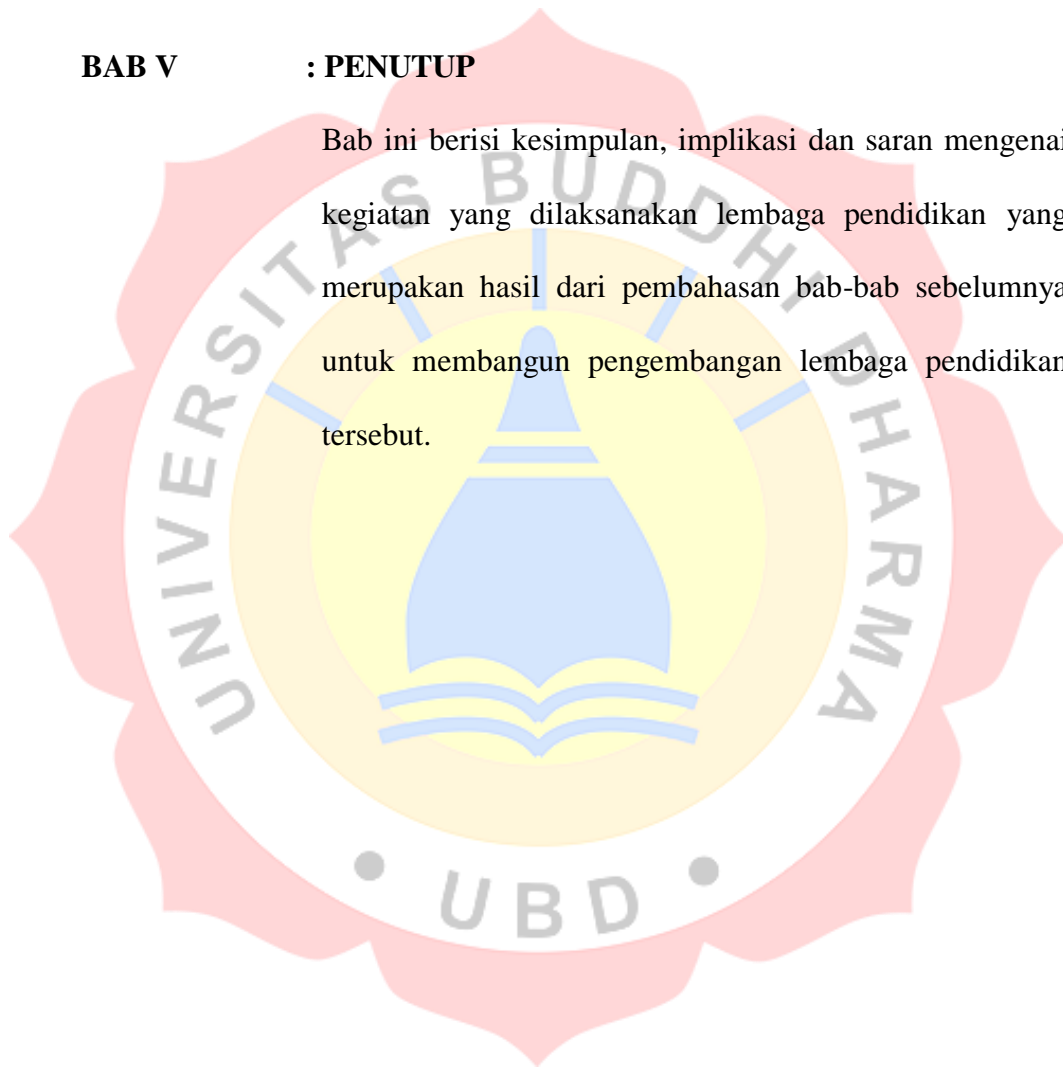 BAB V : PENUTUP
Bab ini berisi kesimpulan, implikasi dan saran mengenai
kegiatan yang dilaksanakan lembaga pendidikan yang
merupakan hasil dari pembahasan bab-bab sebelumnya
untuk membangun pengembangan lembaga pendidikan
tersebut.
UNIVERSITAS BUDDHI DHARMA
• UBD •